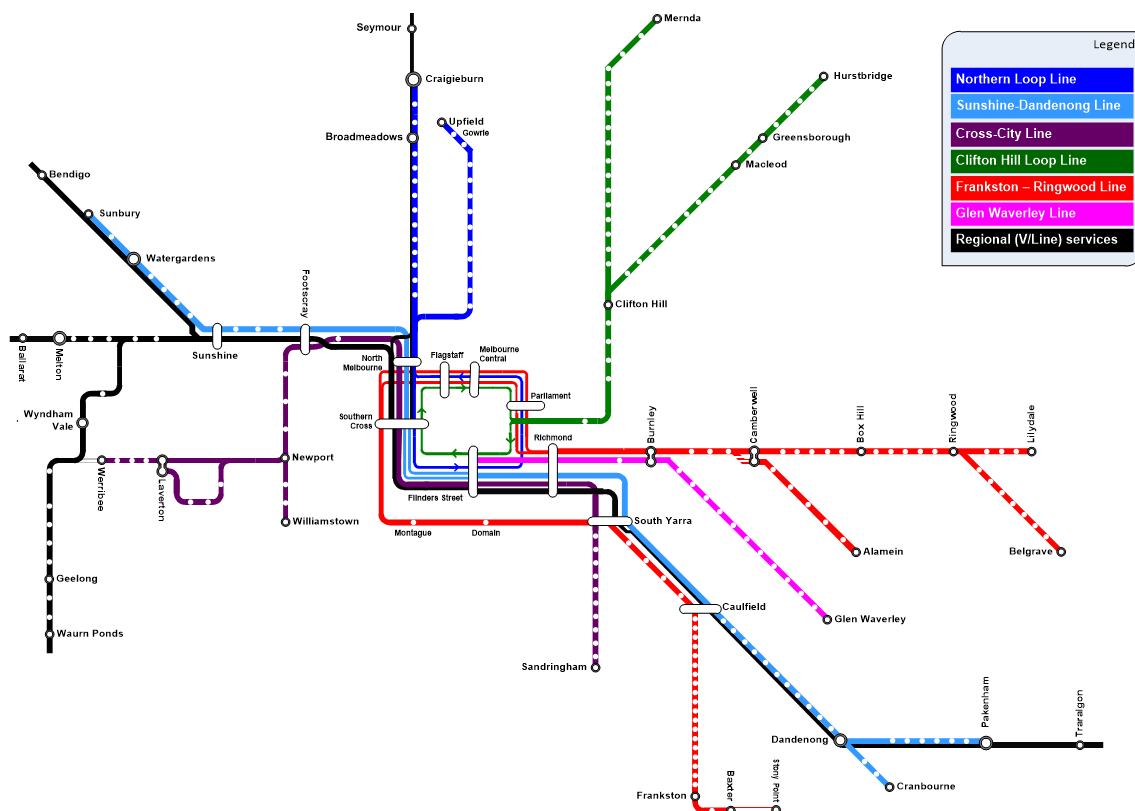 Mernda
Seymour
Legend
Craigieburn
Hurstbridge
Northern Loop Line
Sunshine-Dandenong Line
Upfield
Gowrie
Broadmeadows
Cross-City Line
Greensborough
Clifton Hill Loop Line
Macleod
Bendigo
Frankston – Ringwood Line
Sunbury
Glen Waverley Line
Regional (V/Line) services
Watergardens
Footscray
Clifton Hill
Sunshine
Ballarat
Melton
North
Melbourne
Flagstaff
Melbourne
Central
Parliament
Wyndham
Vale
Southern
Cross
Richmond
Burnley
Camberwell
Box Hill
Ringwood
Lilydale
Newport
Werribee
Laverton
Flinders Street
Williamstown
Montague
Domain
South Yarra
Alamein
Belgrave
Geelong
Caulfield
Glen Waverley
Waurn Ponds
Sandringham
Pakenham
Traralgon
Dandenong
Cranbourne
Frankston
Baxter
Stony Point